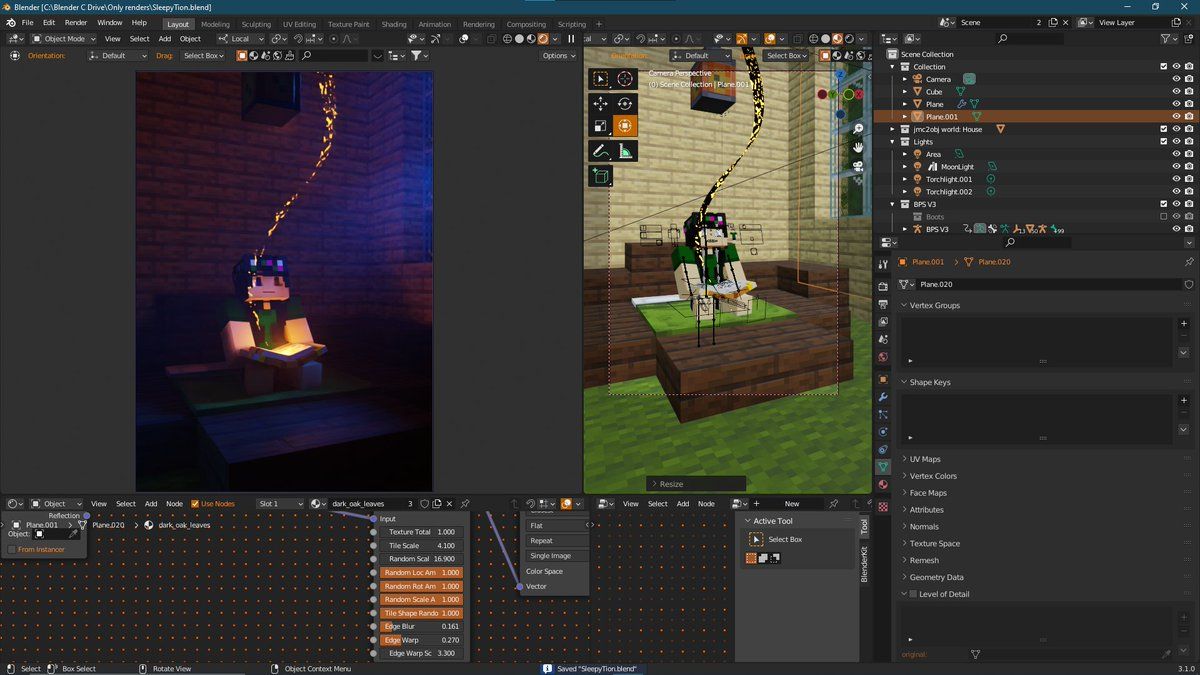 Blender [C:\Blender C Drive\Only renders\SleepyTion.blend]
File Edit Render Window Help Layout Modeling Sculpting UV Editing Texture Paint Shading Animation Rendering Compositing Scripting + Scene 2 View Layer
Object Mode View Select Add Object Local
Orientation: Default Drag: Select Box Options
Local
Orientation: Default Select Box
Camera Perspective
(0) Scene Collection | Plane.001
Resize
Scene Collection
Collection
Camera
Cube
Plane
Plane.001
jmc2obj world: House
Lights
Area
MoonLight
Torchlight.001
Torchlight.002
BPS V3
Boots
BPS V3
Plane.001 > Plane.020
Plane.020
Vertex Groups
Shape Keys
UV Maps
Vertex Colors
Face Maps
Attributes
Normals
Texture Space
Remesh
Geometry Data
Level of Detail
original:
Object View Select Add Node Use Nodes Slot 1 dark_oak_leaves 3
Reflection
Plane.001 > Plane.020 > dark_oak_leaves
Object:
From Instancer
Input
Texture Total 1.000
Tile Scale 4.100
Random Scal 16.900
Random Loc Am 1.000
Random Rot Am 1.000
Random Scale A 1.000
Tile Shape Rando 1.000
Edge Blur 0.161
Edge Warp 0.270
Edge Warp Sc 3.300
Flat
Repeat
Single Image
Color Space
Vector
View Select Add Node New
Active Tool
Select Box
Tool
BlenderKit
Select Box Select Rotate View Object Context Menu Saved "SleepyTion.blend" 3.1.0